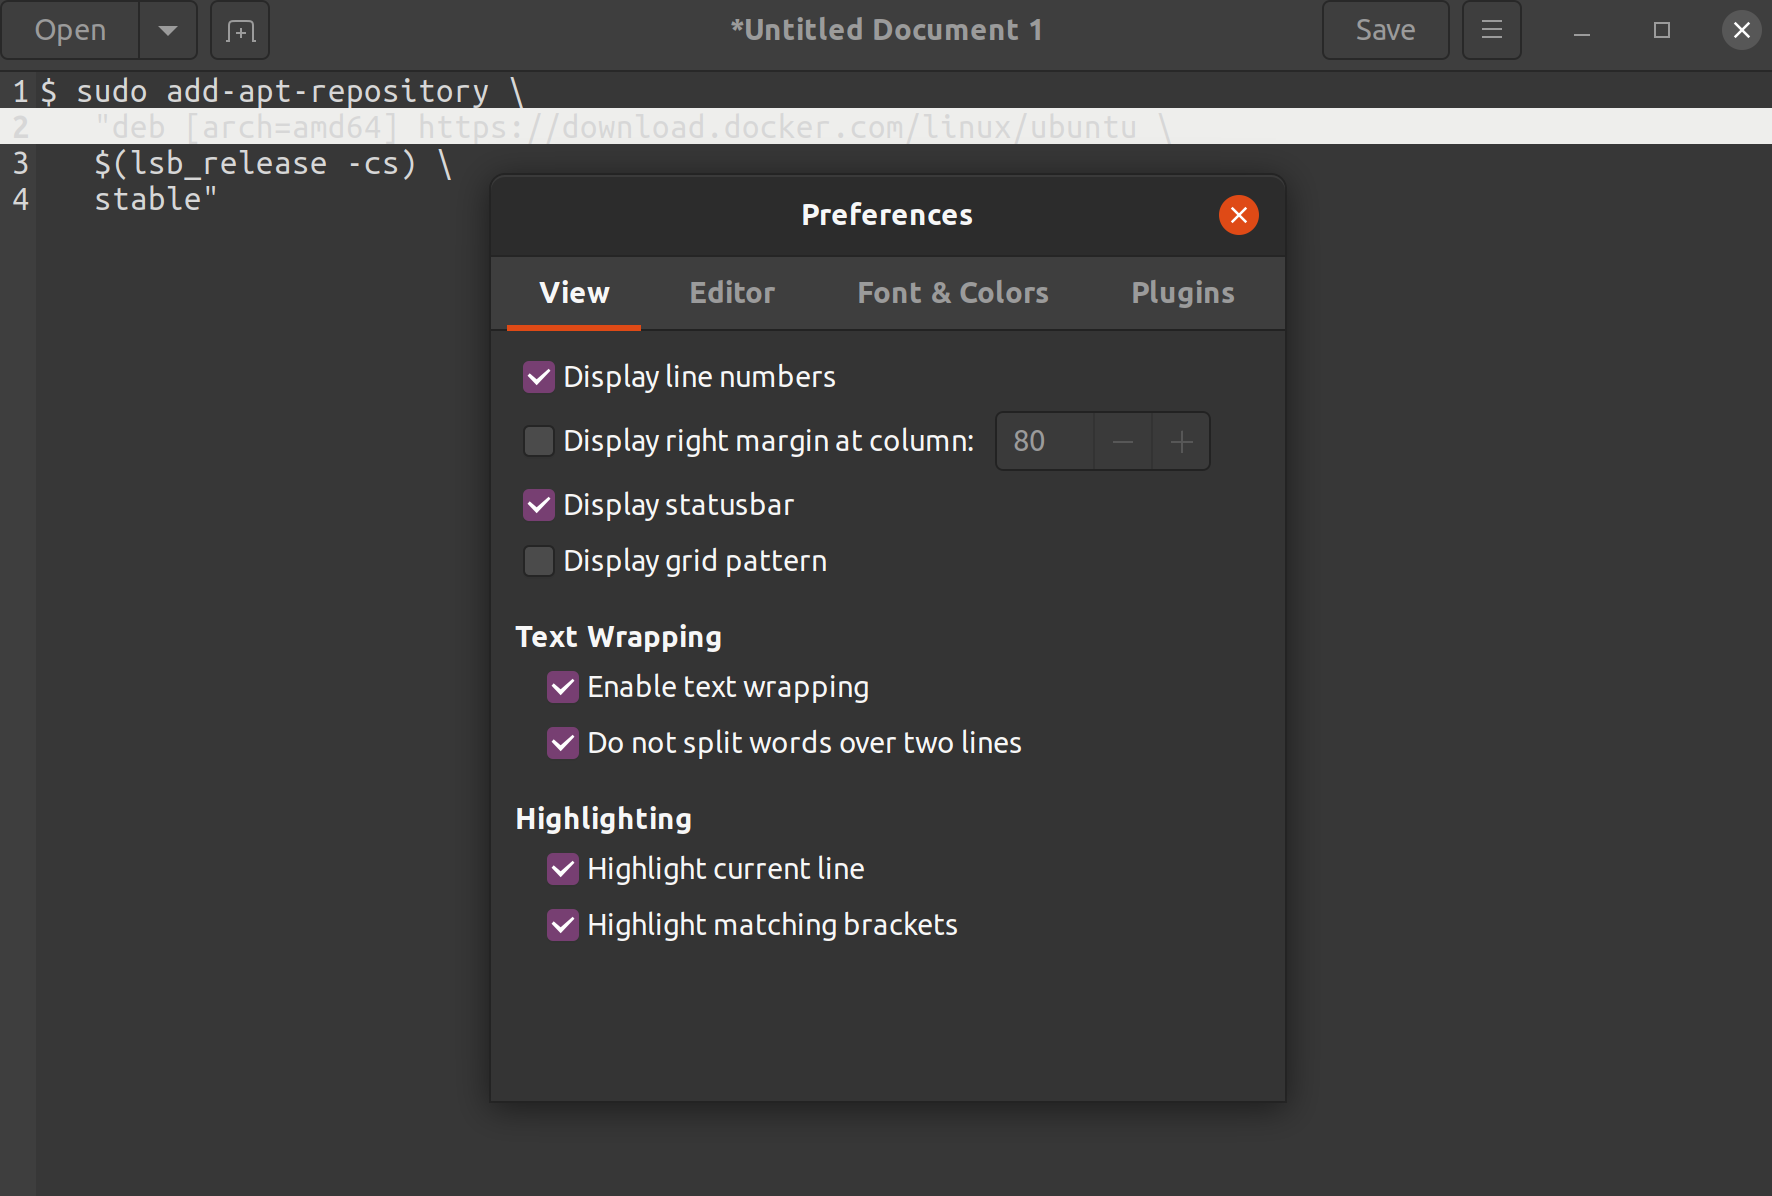 Open
*Untitled Document 1
Save
1 $ sudo add-apt-repository \
2    "deb [arch=amd64] https://download.docker.com/linux/ubuntu \
3    $(lsb_release -cs) \
4    stable"
Preferences
View Editor Font & Colors Plugins
Display line numbers
Display right margin at column: 80
Display statusbar
Display grid pattern
Text Wrapping
Enable text wrapping
Do not split words over two lines
Highlighting
Highlight current line
Highlight matching brackets